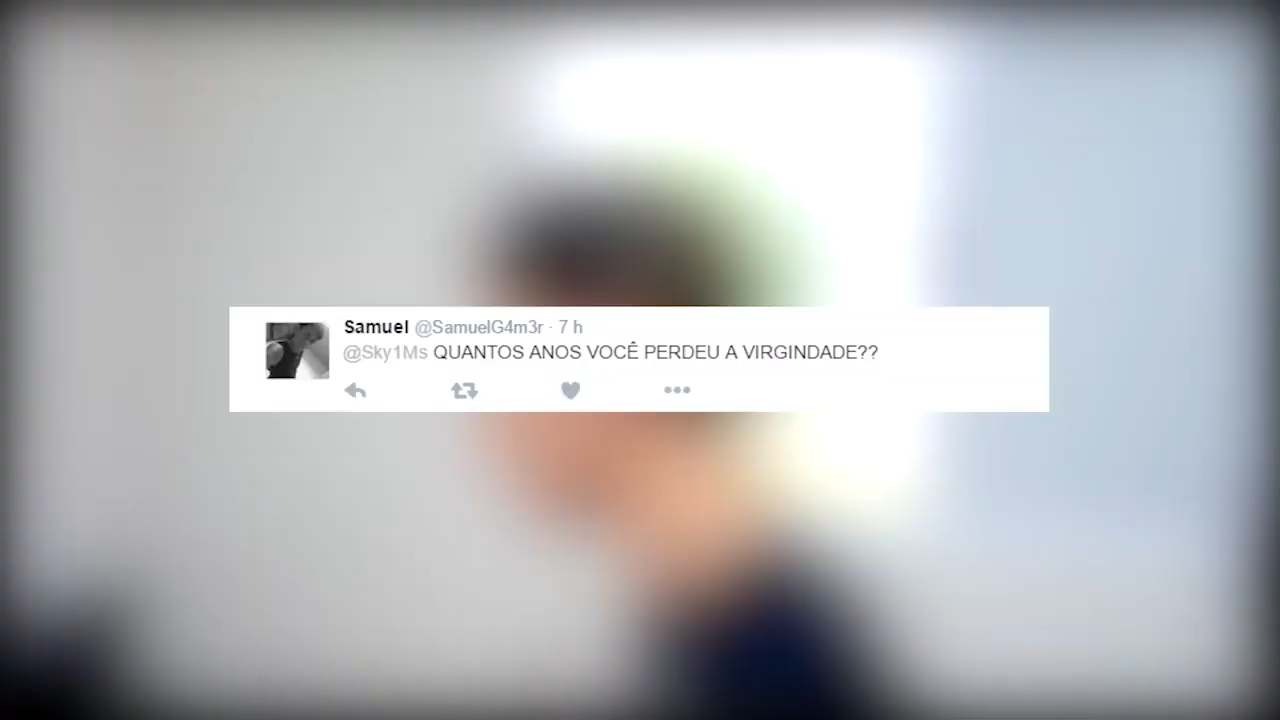 Samuel @SamuelG4m3r · 7 h
@Sky1Ms QUANTOS ANOS VOCÊ PERDEU A VIRGINDADE??